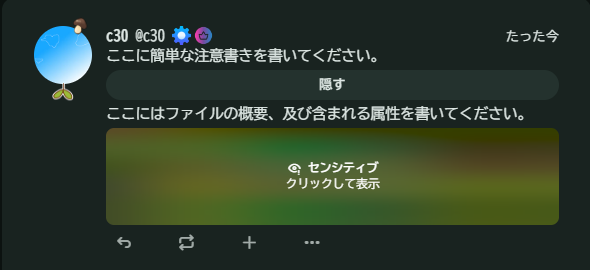 c30 @c30 たった今
ここに簡単な注意書きを書いてください。
隠す
ここにはファイルの概要、及び含まれる属性を書いてください。
センシティブ
クリックして表示